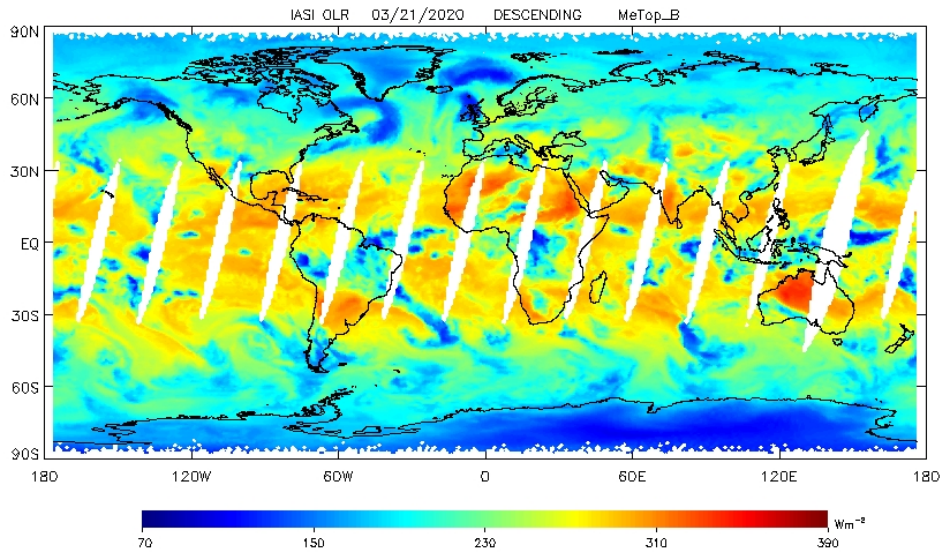 IASI OLR 03/21/2020 DESCENDING MeTop_B
90N
60N
30N
EQ
30S
60S
90S
180 120W 60W 0 60E 120E 180
Wm⁻²
70 150 230 310 390